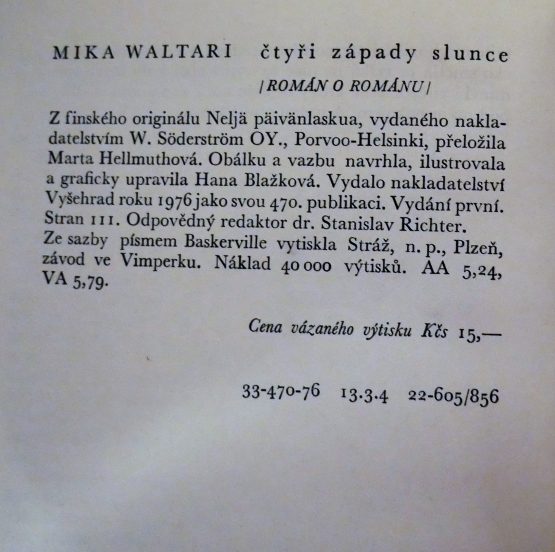 MIKA WALTARI čtyři západy slunce
/ROMÁN O ROMÁNU/
Z finského originálu Neljä päivänlaskua, vydaného nakla-
datelstvím W. Söderström OY., Porvoo-Helsinki, přeložila
Marta Hellmuthová. Obálku a vazbu navrhla, ilustrovala
a graficky upravila Hana Blažková. Vydalo nakladatelství
Vyšehrad roku 1976 jako svou 470. publikaci. Vydání první.
Stran 111. Odpovědný redaktor dr. Stanislav Richter.
Ze sazby písmem Baskerville vytiskla Stráž, n. p., Plzeň,
závod ve Vimperku. Náklad 40 000 výtisků. AA 5,24,
VA 5,79.
Cena vázaného výtisku Kčs 15,—
33-470-76 13.3.4 22-605/856